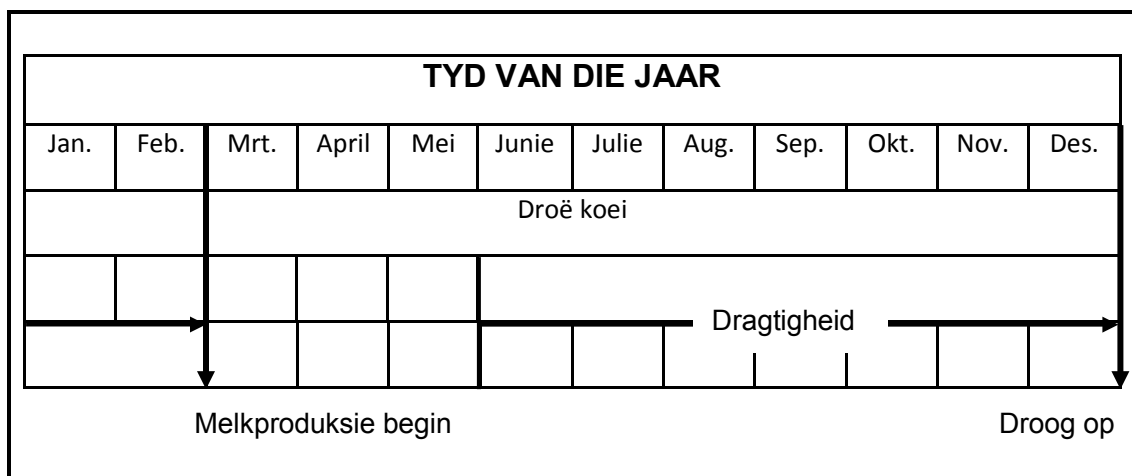 TYD VAN DIE JAAR
Jan. Feb. Mrt. April Mei Junie Julie Aug. Sep. Okt. Nov. Des.
Droë koei
Dragtigheid
Melkproduksie begin Droog op